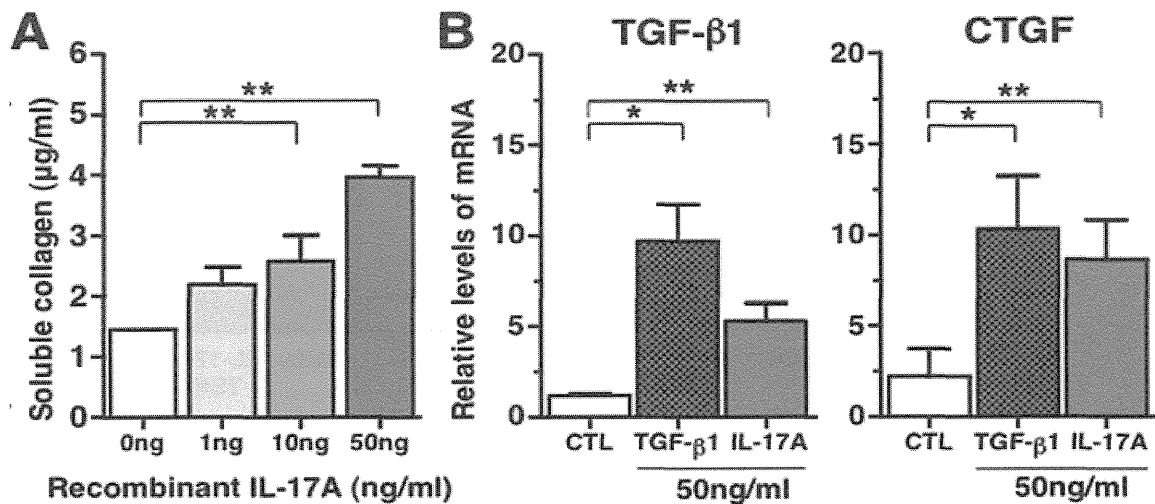 A
Soluble collagen (µg/ml)
6
5
4
3
2
1
0
**
**
0ng 1ng 10ng 50ng
Recombinant IL-17A (ng/ml)
B
TGF-β1
Relative levels of mRNA
20
15
10
5
0
**
*
CTL TGF-β1 IL-17A
50ng/ml
CTGF
20
15
10
5
0
**
*
CTL TGF-β1 IL-17A
50ng/ml